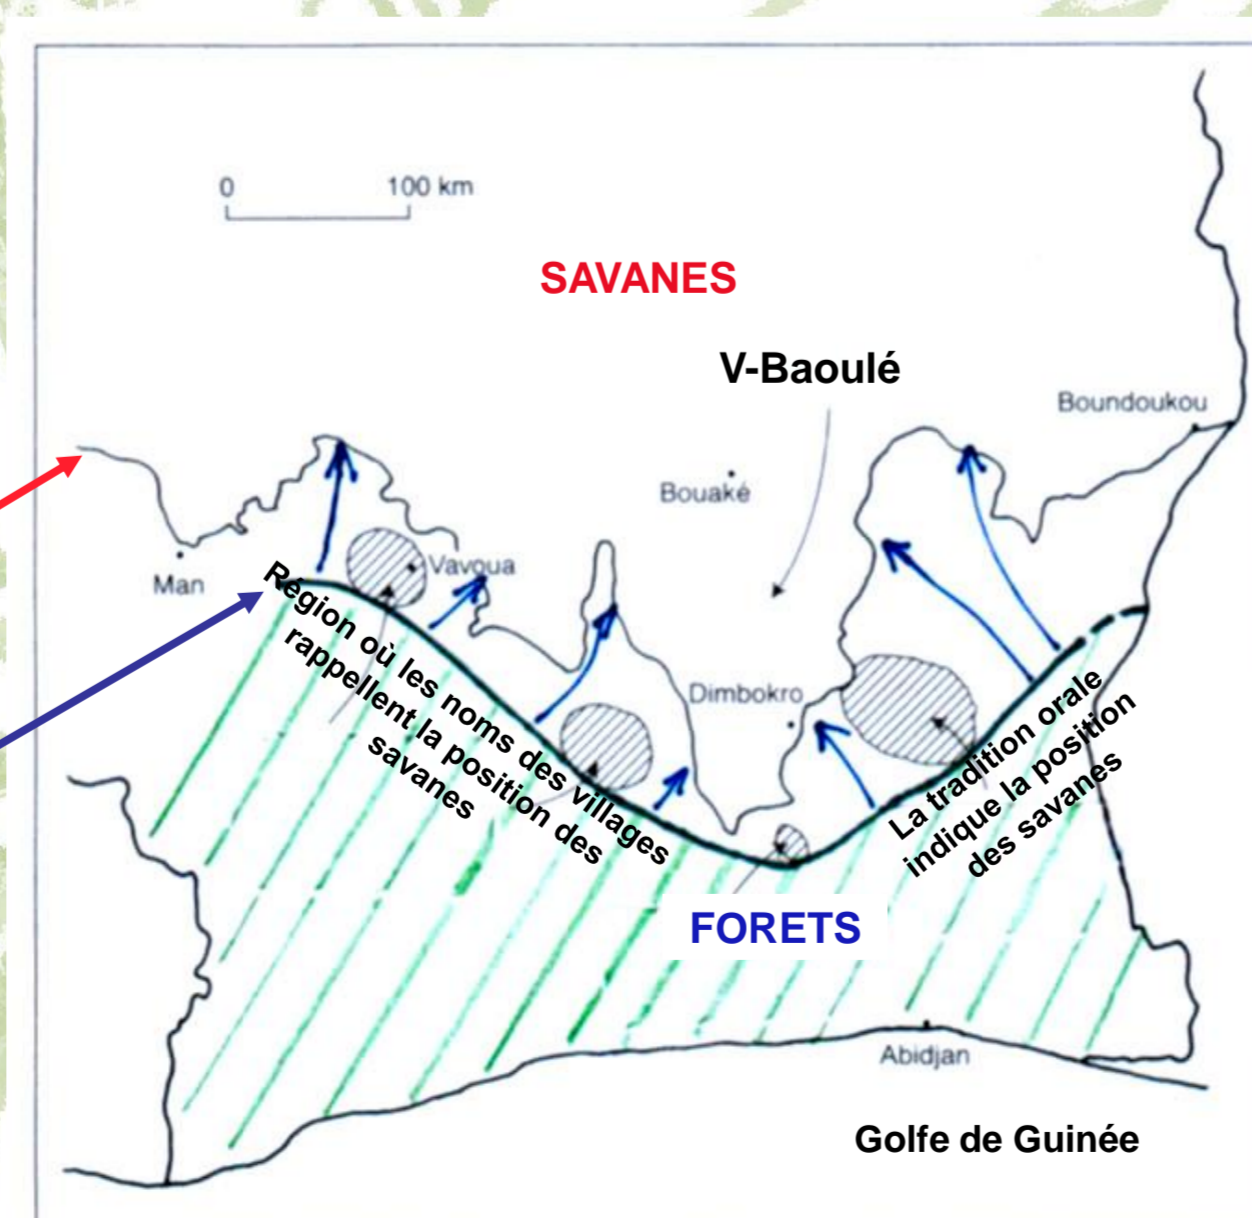 0 100 km
SAVANES
V-Baoulé
Boundoukou
Bouaké
Vavoua
Man
Région où les noms des villages
rappellent la position des
savanes
Dimbokro
La tradition orale
indique la position
des savanes
FORETS
Abidjan
Golfe de Guinée